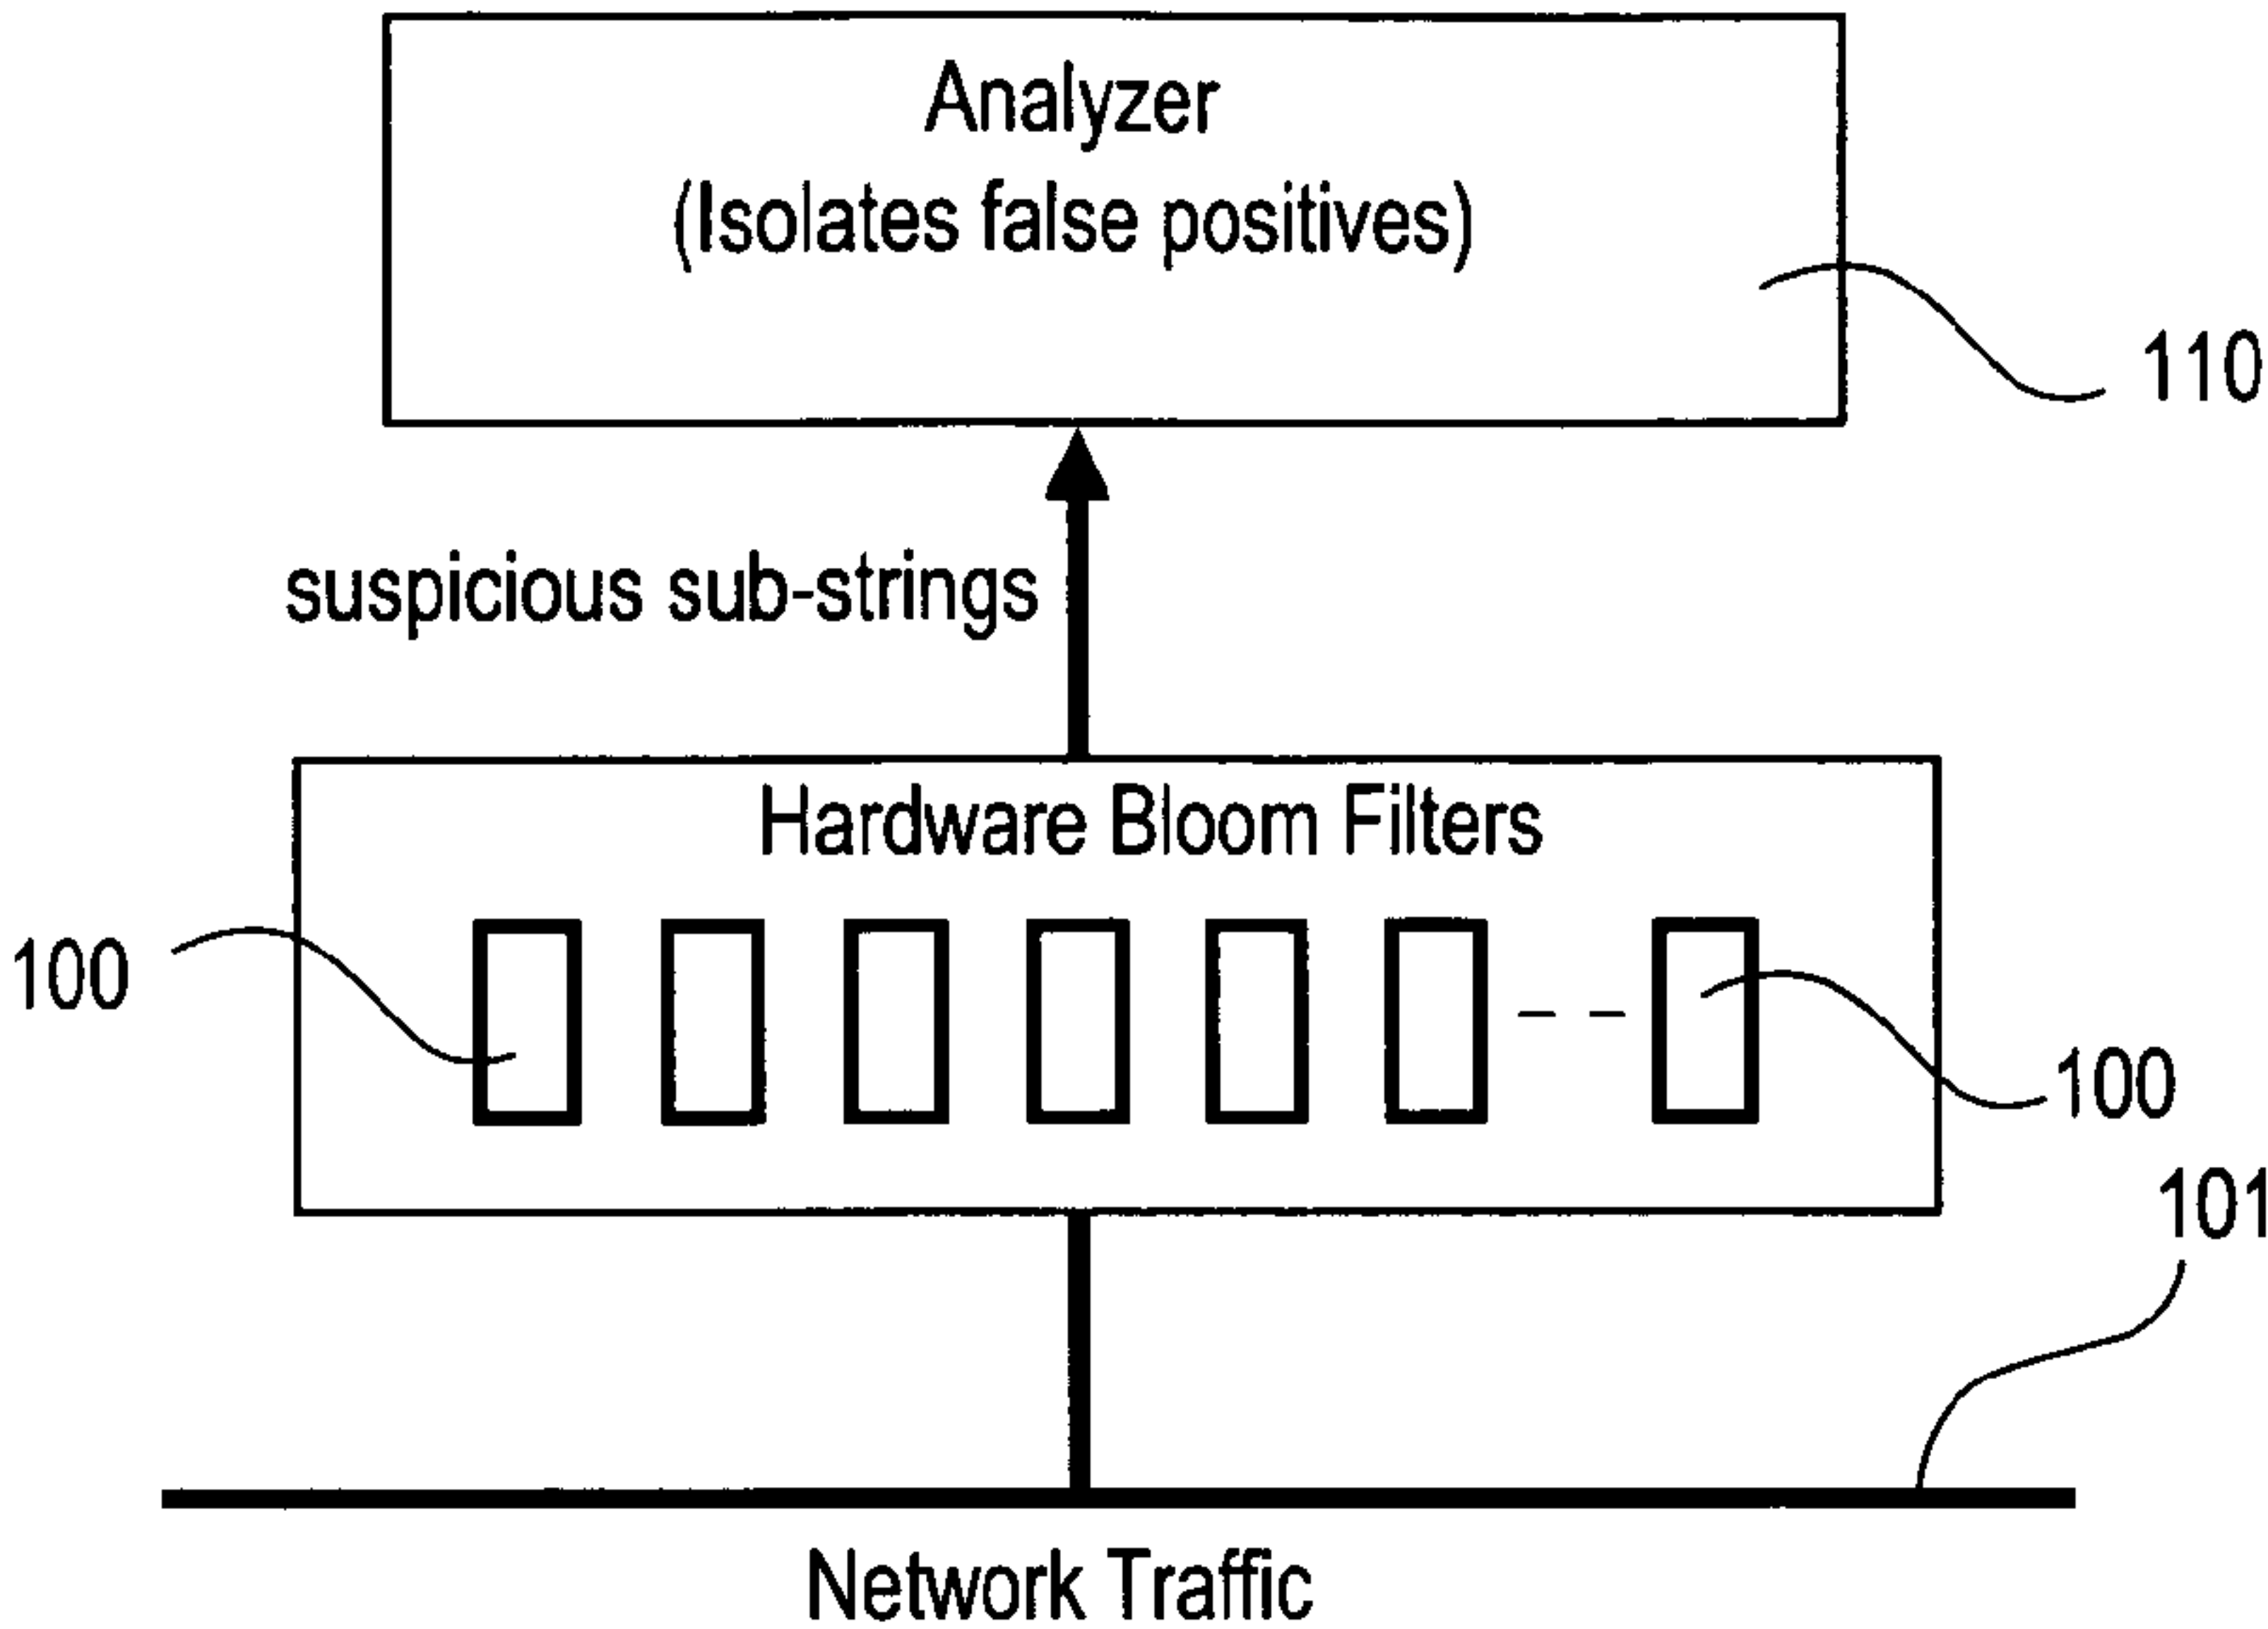 Analyzer
(Isolates false positives)
110
suspicious sub-strings
Hardware Bloom Filters
100
100
101
Network Traffic